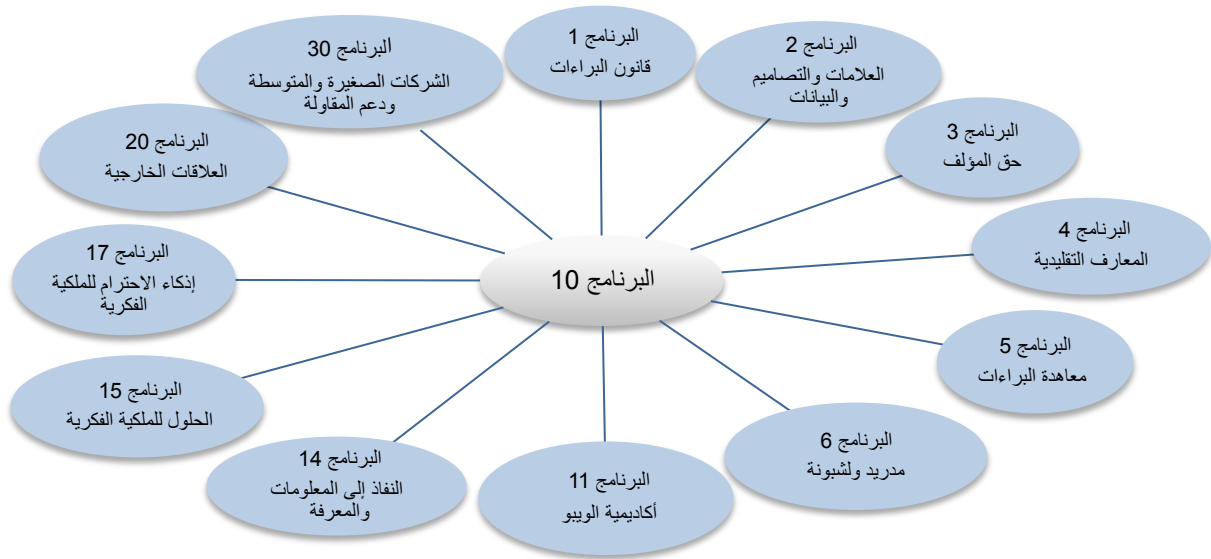 البرنامج 1
قانون البراءات
البرنامج 2
العلامات والتصاميم
والبيانات
البرنامج 3
حق المؤلف
البرنامج 4
المعارف التقليدية
البرنامج 5
معاهدة البراءات
البرنامج 6
مدريد ولشبونة
البرنامج 11
أكاديمية الويبو
البرنامج 14
النفاذ إلى المعلومات
والمعرفة
البرنامج 15
الحلول للملكية الفكرية
البرنامج 17
إذكاء الاحترام للملكية
الفكرية
البرنامج 20
العلاقات الخارجية
البرنامج 30
الشركات الصغيرة والمتوسطة
ودعم المقاولة
البرنامج 10